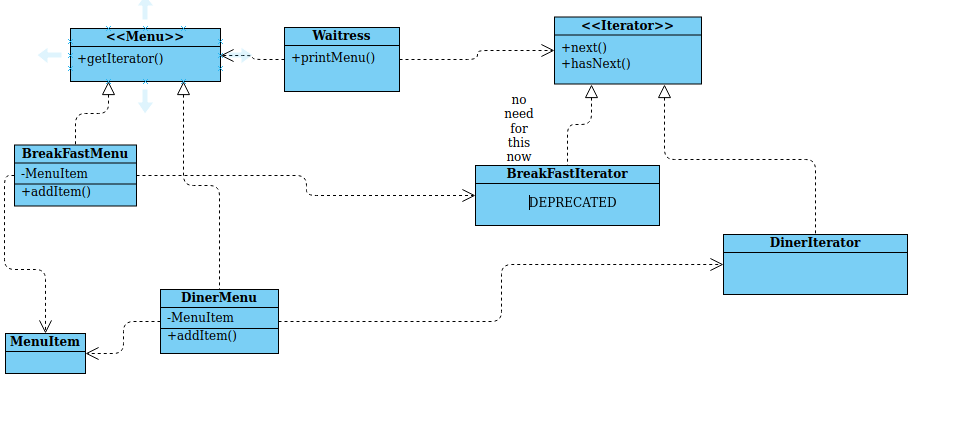 <<Menu>>
+getIterator()
Waitress
+printMenu()
<<Iterator>>
+next()
+hasNext()
no
need
for
this
now
BreakFastMenu
-MenuItem
+addItem()
BreakFastIterator
DEPRECATED
DinerIterator
DinerMenu
-MenuItem
+addItem()
MenuItem